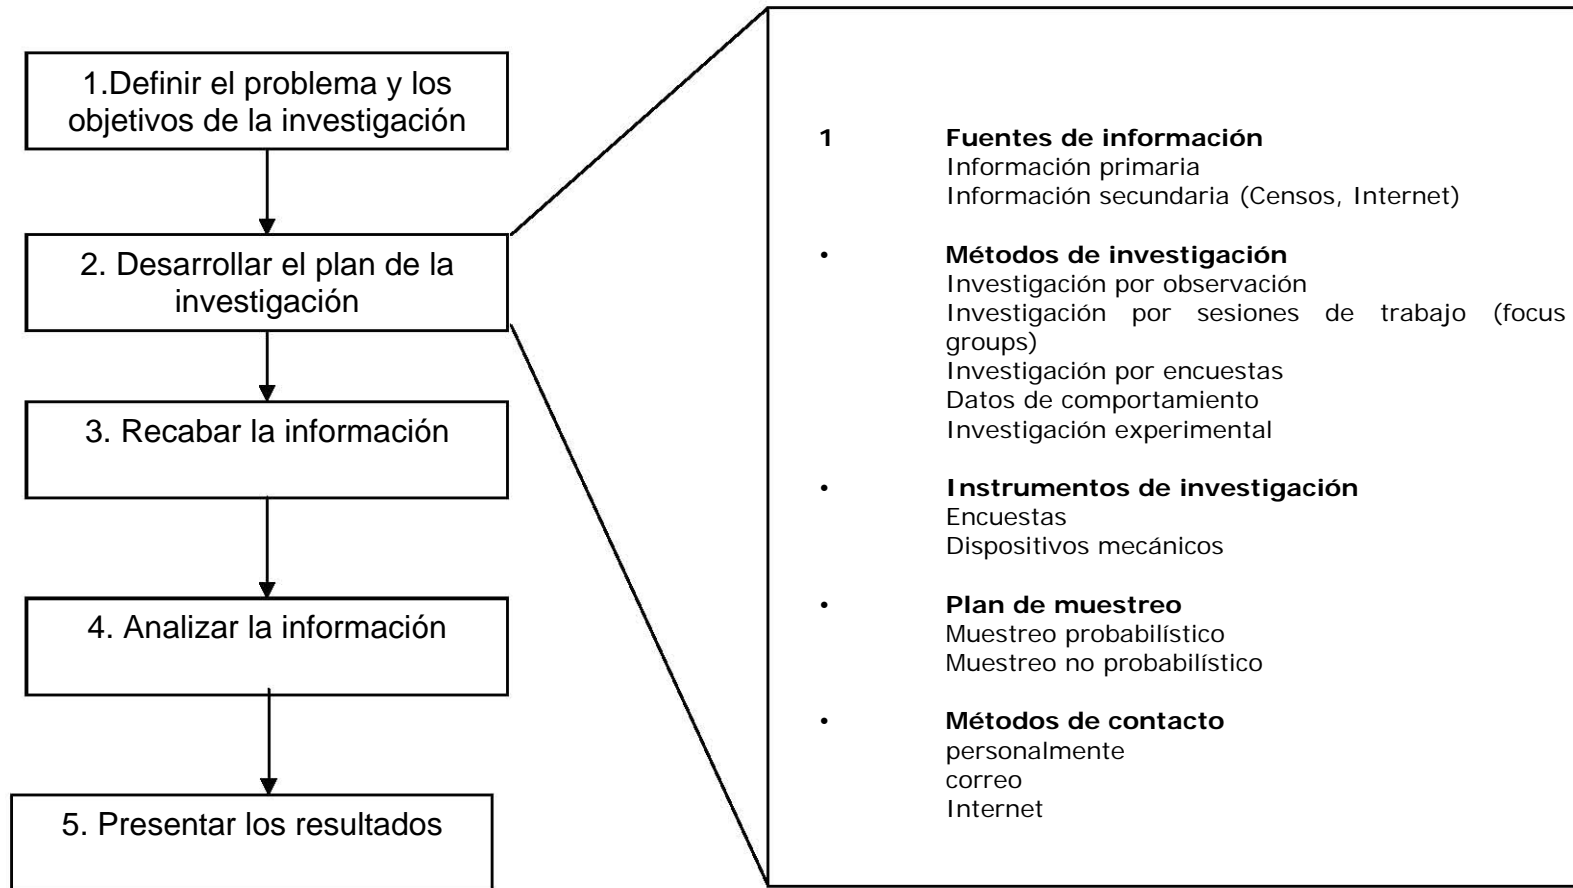 1.Definir el problema y los
objetivos de la investigación
2. Desarrollar el plan de la
investigación
3. Recabar la información
4. Analizar la información
5. Presentar los resultados
1 Fuentes de información
Información primaria
Información secundaria (Censos, Internet)
• Métodos de investigación
Investigación por observación
Investigación por sesiones de trabajo (focus
groups)
Investigación por encuestas
Datos de comportamiento
Investigación experimental
• Instrumentos de investigación
Encuestas
Dispositivos mecánicos
• Plan de muestreo
Muestreo probabilístico
Muestreo no probabilístico
• Métodos de contacto
personalmente
correo
Internet